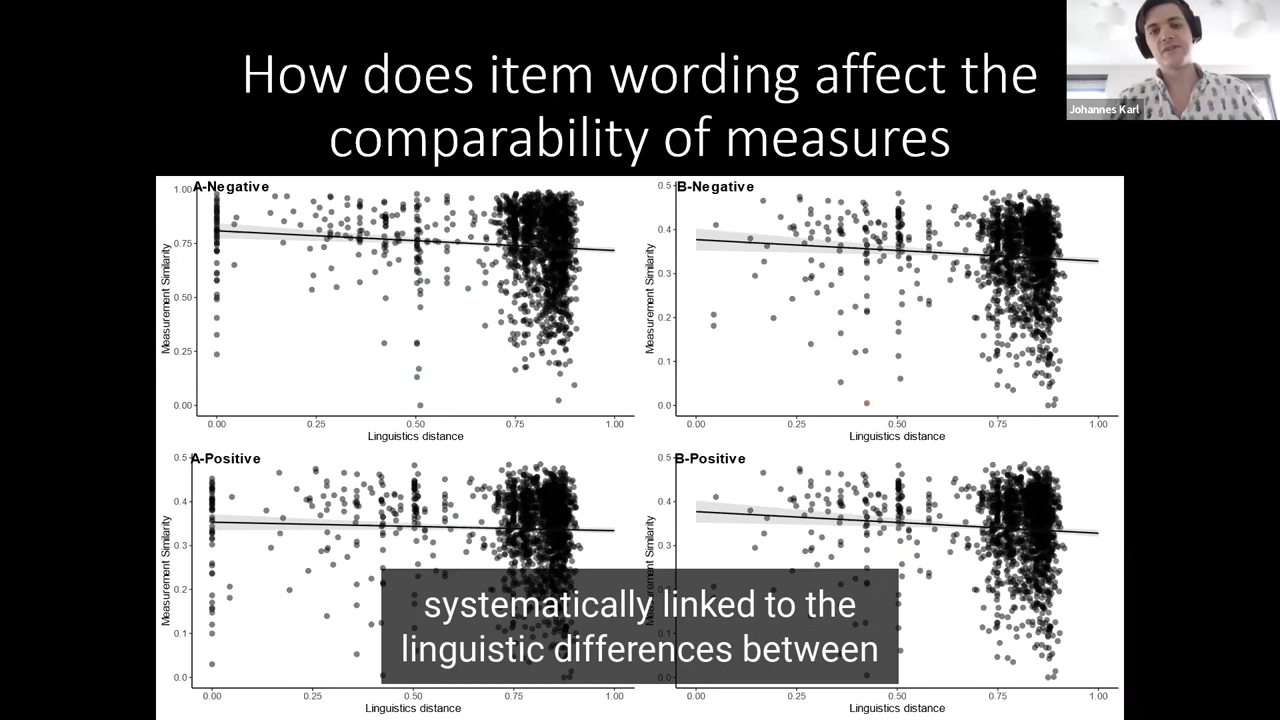 How does item wording affect the
comparability of measures
Johannes Karl
A-Negative
1.00
0.75
0.50
0.25
0.00
Measurement Similarity
0.00 0.25 0.50 0.75 1.00
Linguistics distance
B-Negative
0.5
0.4
0.3
0.2
0.1
0.0
Measurement Similarity
0.00 0.25 0.50 0.75 1.00
Linguistics distance
A-Positive
0.5
0.4
0.3
0.2
0.1
0.0
Measurement Similarity
0.00 0.25 0.50 0.75 1.00
Linguistics distance
B-Positive
0.5
0.4
0.3
0.2
0.1
0.0
Measurement Similarity
0.00 0.25 0.50 0.75 1.00
Linguistics distance
systematically linked to the
linguistic differences between